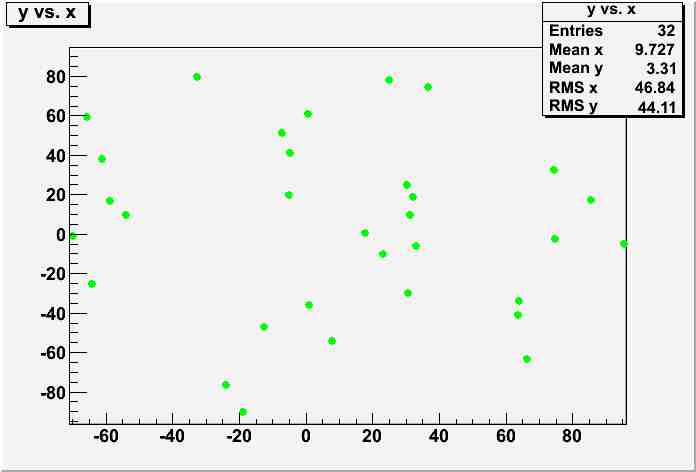 y vs. x
y vs. x
Entries 32
Mean x 9.727
Mean y 3.31
RMS x 46.84
RMS y 44.11
80
60
40
20
0
-20
-40
-60
-80
-60 -40 -20 0 20 40 60 80